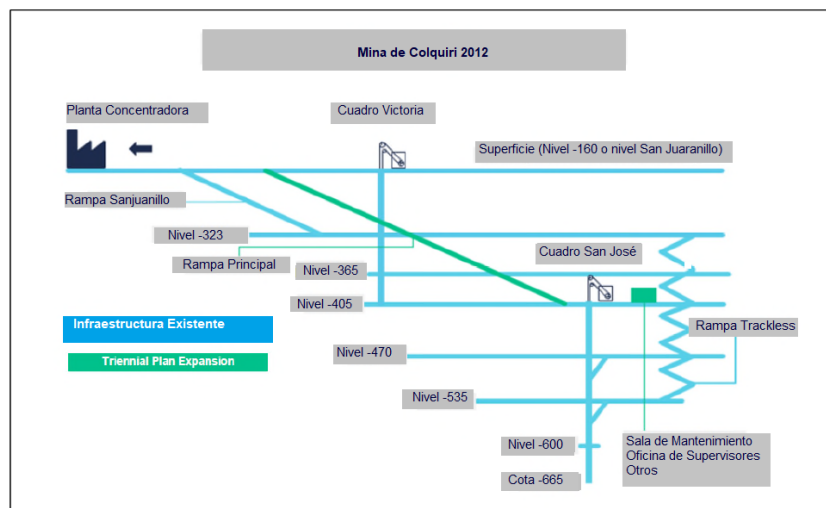 Mina de Colquiri 2012
Planta Concentradora
Cuadro Victoria
Superficie (Nivel -160 o nivel San Juaranillo)
Rampa Sanjuanillo
Nivel -323
Rampa Principal
Nivel -365
Cuadro San José
Nivel -405
Infraestructura Existente
Rampa Trackless
Triennial Plan Expansion
Nivel -470
Nivel -535
Nivel -600
Sala de Mantenimiento
Oficina de Supervisores
Otros
Cota -665